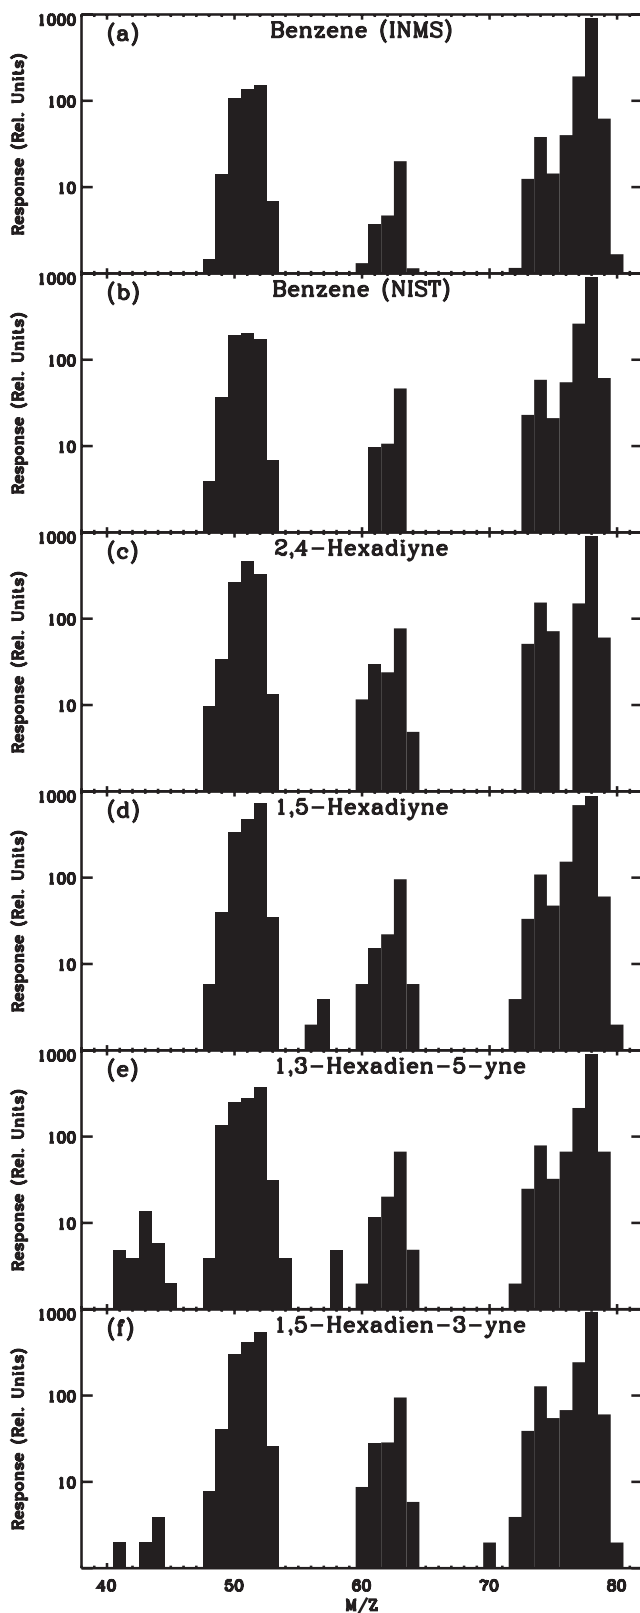 1000
(a)
Benzene (INMS)
100
10
Response (Rel. Units)
1000
(b)
Benzene (NIST)
100
10
Response (Rel. Units)
1000
(c)
2,4-Hexadiyne
100
10
Response (Rel. Units)
1000
(d)
1,5-Hexadiyne
100
10
Response (Rel. Units)
1000
(e)
1,3-Hexadien-5-yne
100
10
Response (Rel. Units)
1000
(f)
1,5-Hexadien-3-yne
100
10
Response (Rel. Units)
40 50 60 70 80
M/Z